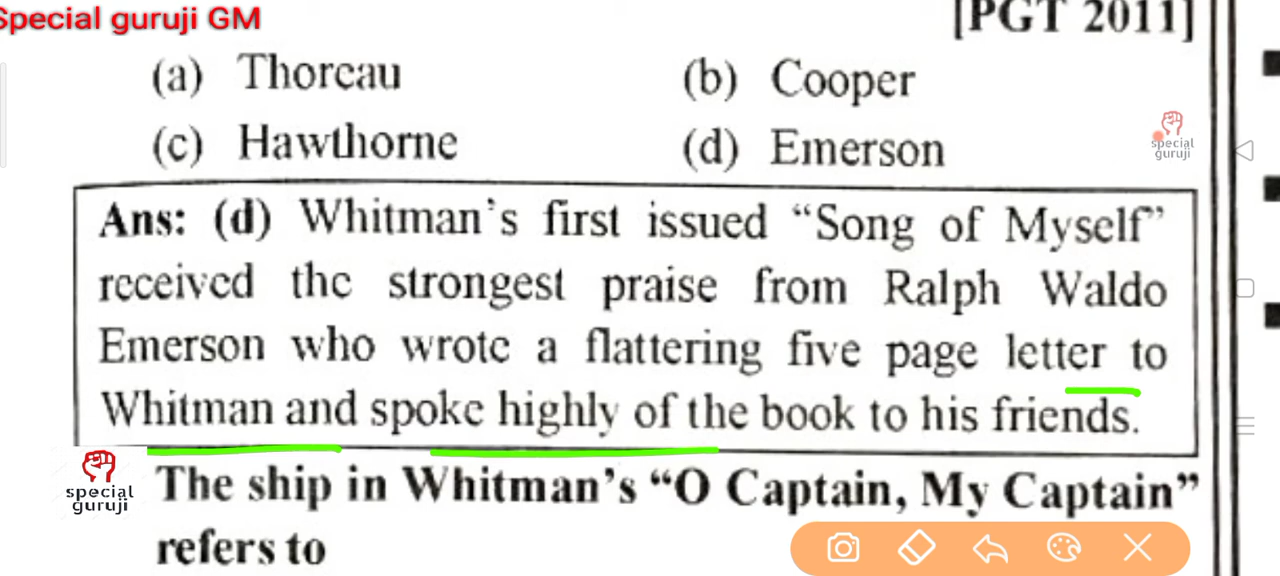 Special guruji GM
[PGT 2011]
(a) Thoreau (b) Cooper
(c) Hawthorne (d) Emerson
special
guruji
Ans: (d) Whitman's first issued “Song of Myself”
received the strongest praise from Ralph Waldo
Emerson who wrote a flattering five page letter to
Whitman and spoke highly of the book to his friends.
special
guruji
The ship in Whitman's “O Captain, My Captain”
refers to